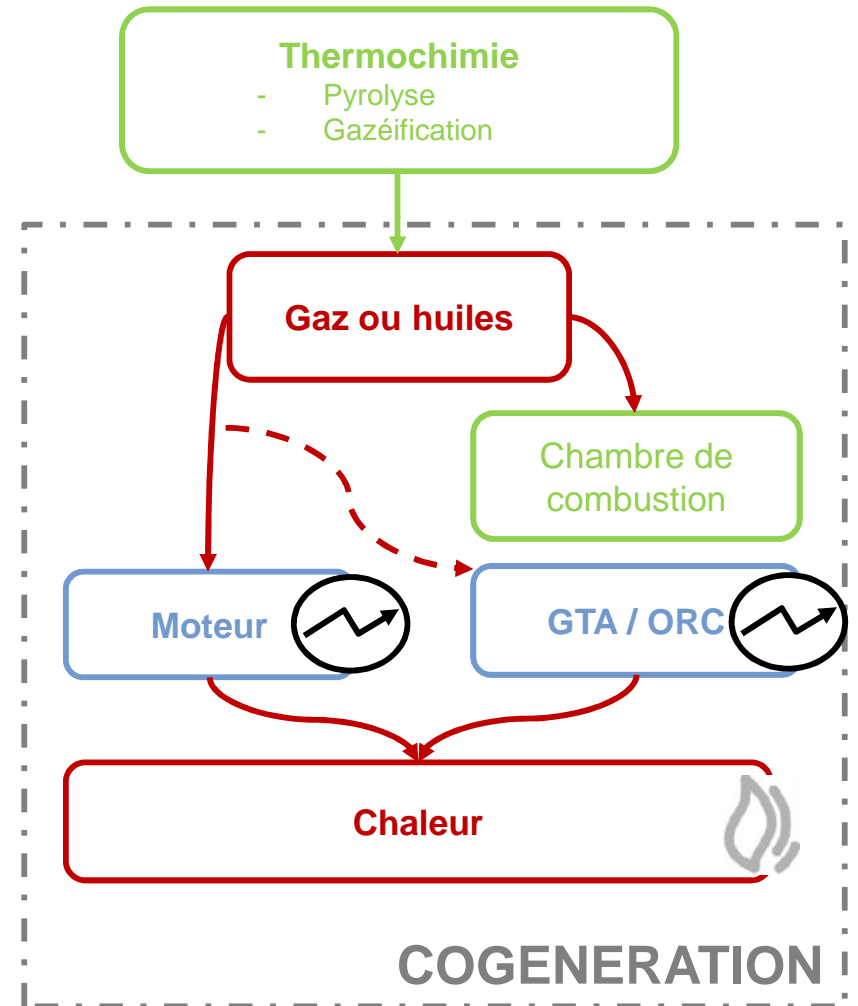 Thermochimie
- Pyrolyse
- Gazéification
Gaz ou huiles
Chambre de
combustion
Moteur
GTA / ORC
Chaleur
COGENERATION